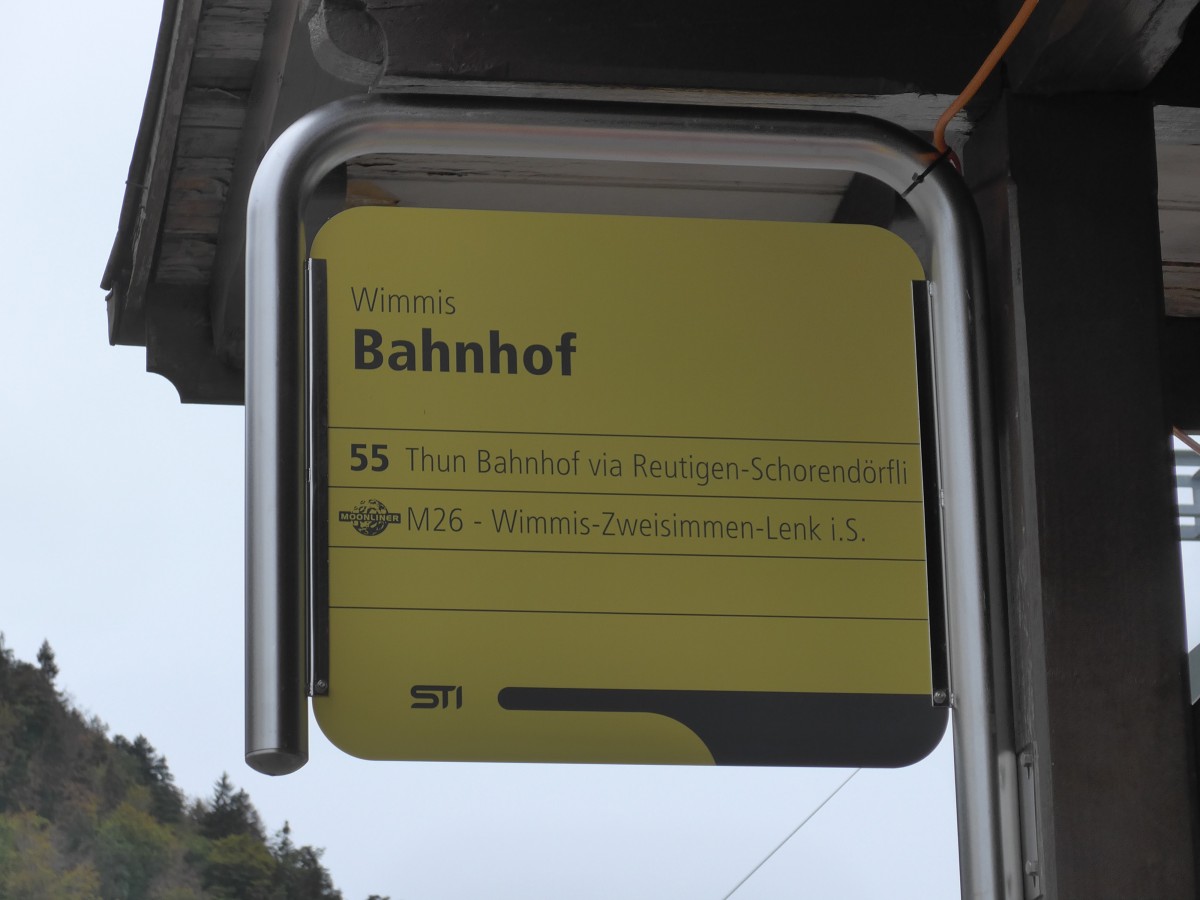 Wimmis
Bahnhof
55 Thun Bahnhof via Reutigen-Schorendörfli
MOONLINER M26 - Wimmis-Zweisimmen-Lenk i.S.
STI